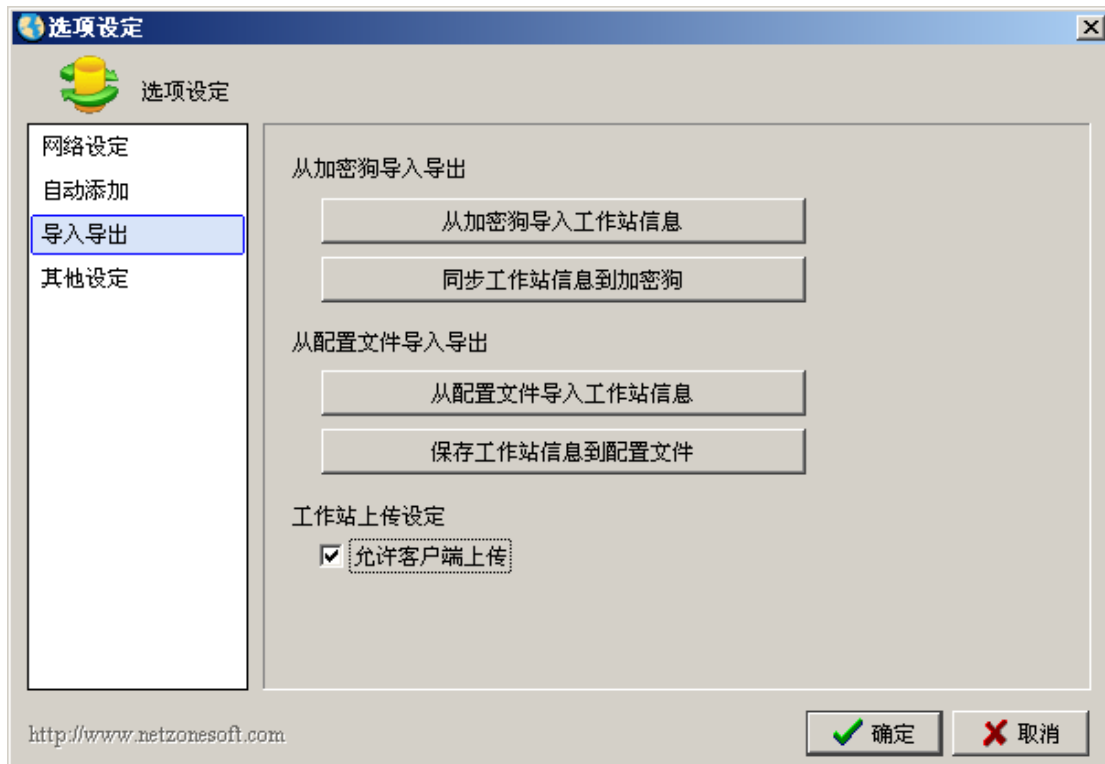 选项设定
选项设定
网络设定
自动添加
导入导出
其他设定
从加密狗导入导出
从加密狗导入工作站信息
同步工作站信息到加密狗
从配置文件导入导出
从配置文件导入工作站信息
保存工作站信息到配置文件
工作站上传设定
允许客户端上传
http://www.netzonesoft.com
确定
取消